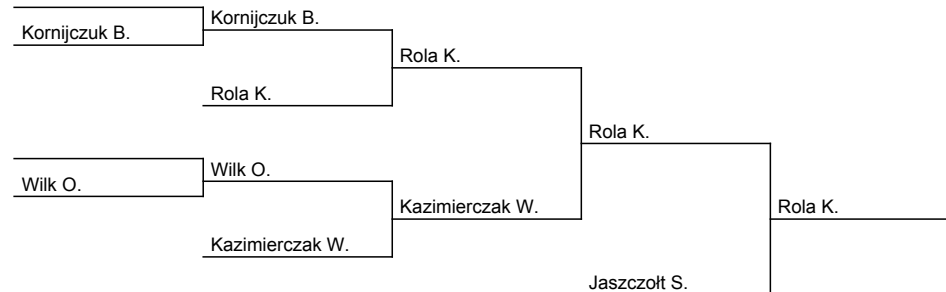 Kornijczuk B.
Kornijczuk B.
Rola K.
Rola K.
Rola K.
Wilk O.
Wilk O.
Kazimierczak W.
Rola K.
Kazimierczak W.
Jaszczołt S.